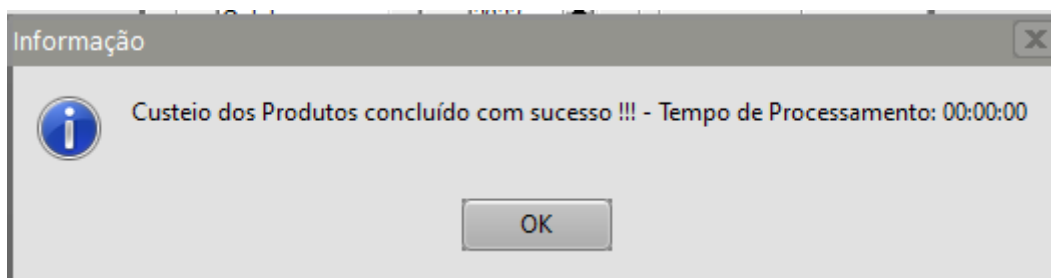 Informação
Custeio dos Produtos concluído com sucesso !!! - Tempo de Processamento: 00:00:00
OK